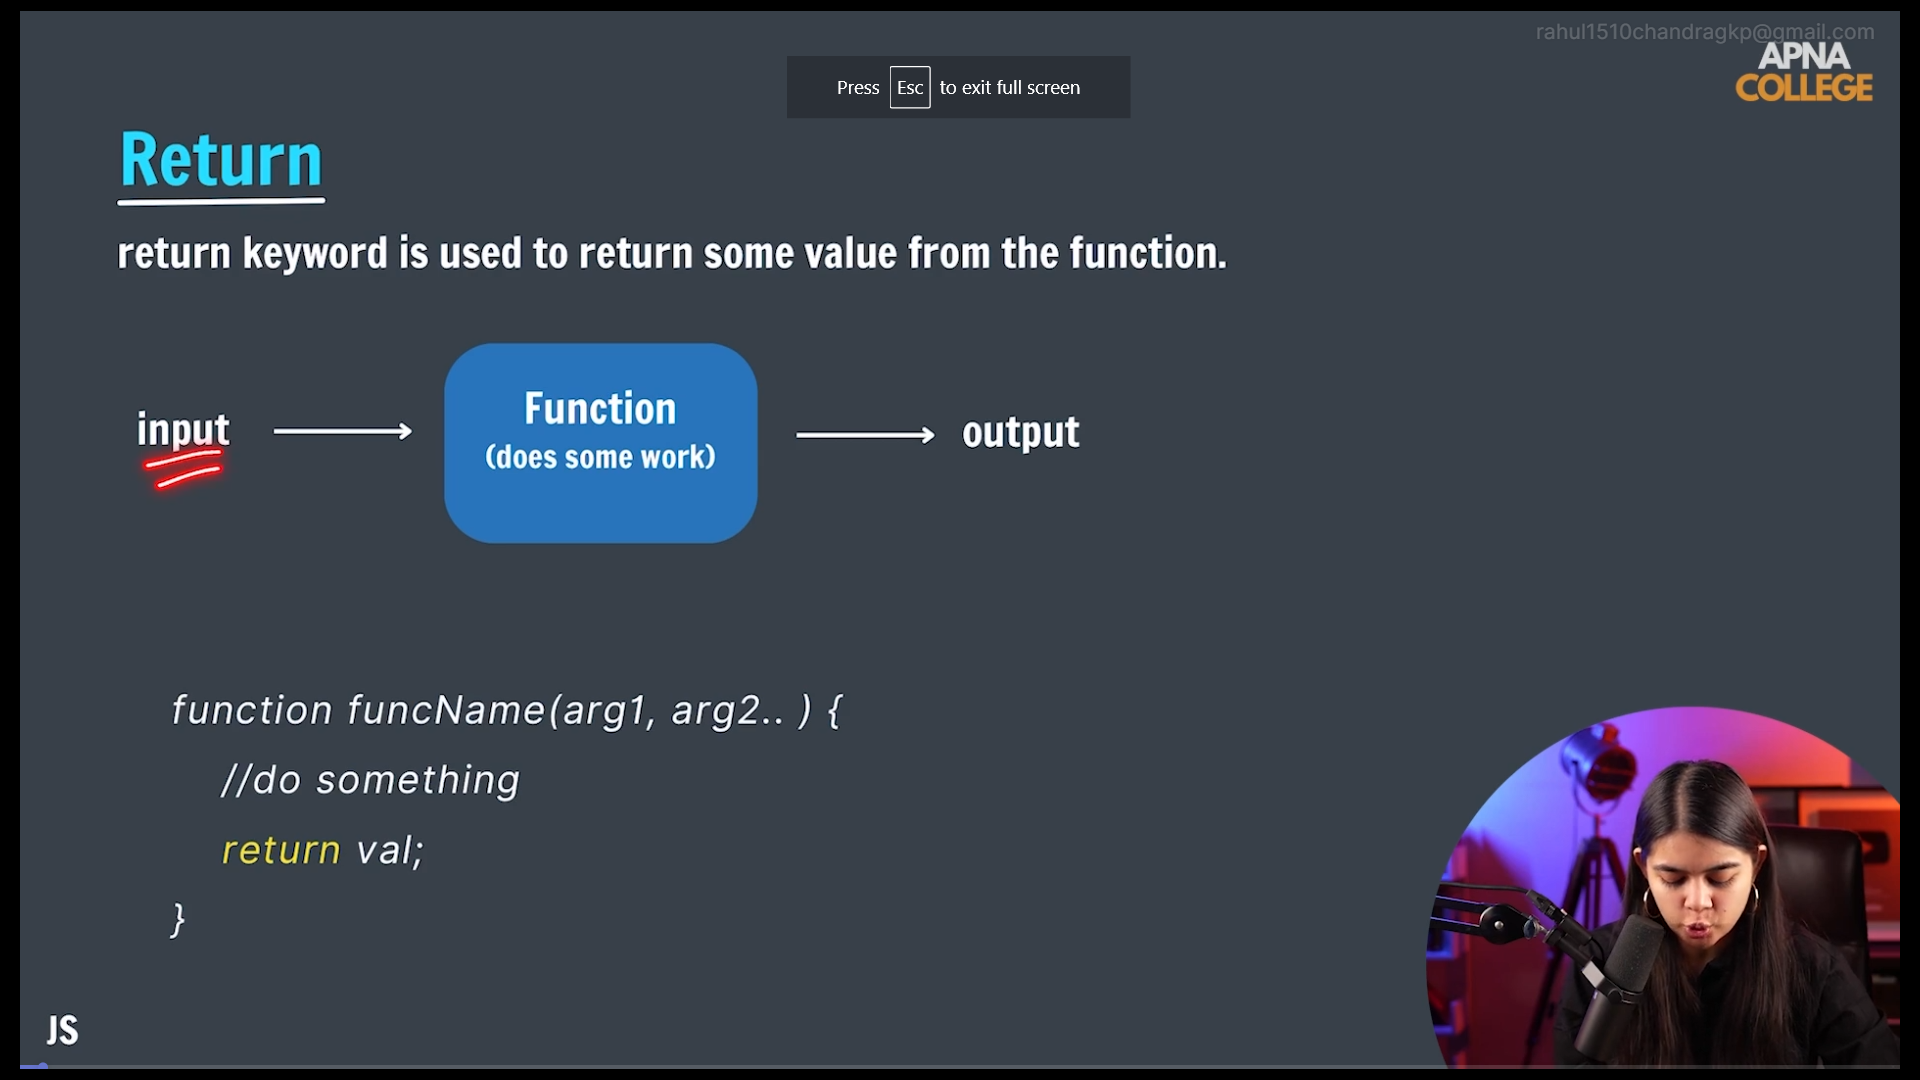 rahul1510chandragkp@gmail.com
APNA
COLLEGE
Press Esc to exit full screen
Return
return keyword is used to return some value from the function.
input
Function
(does some work)
output
function funcName(arg1, arg2.. ) {
//do something
return val;
}
JS